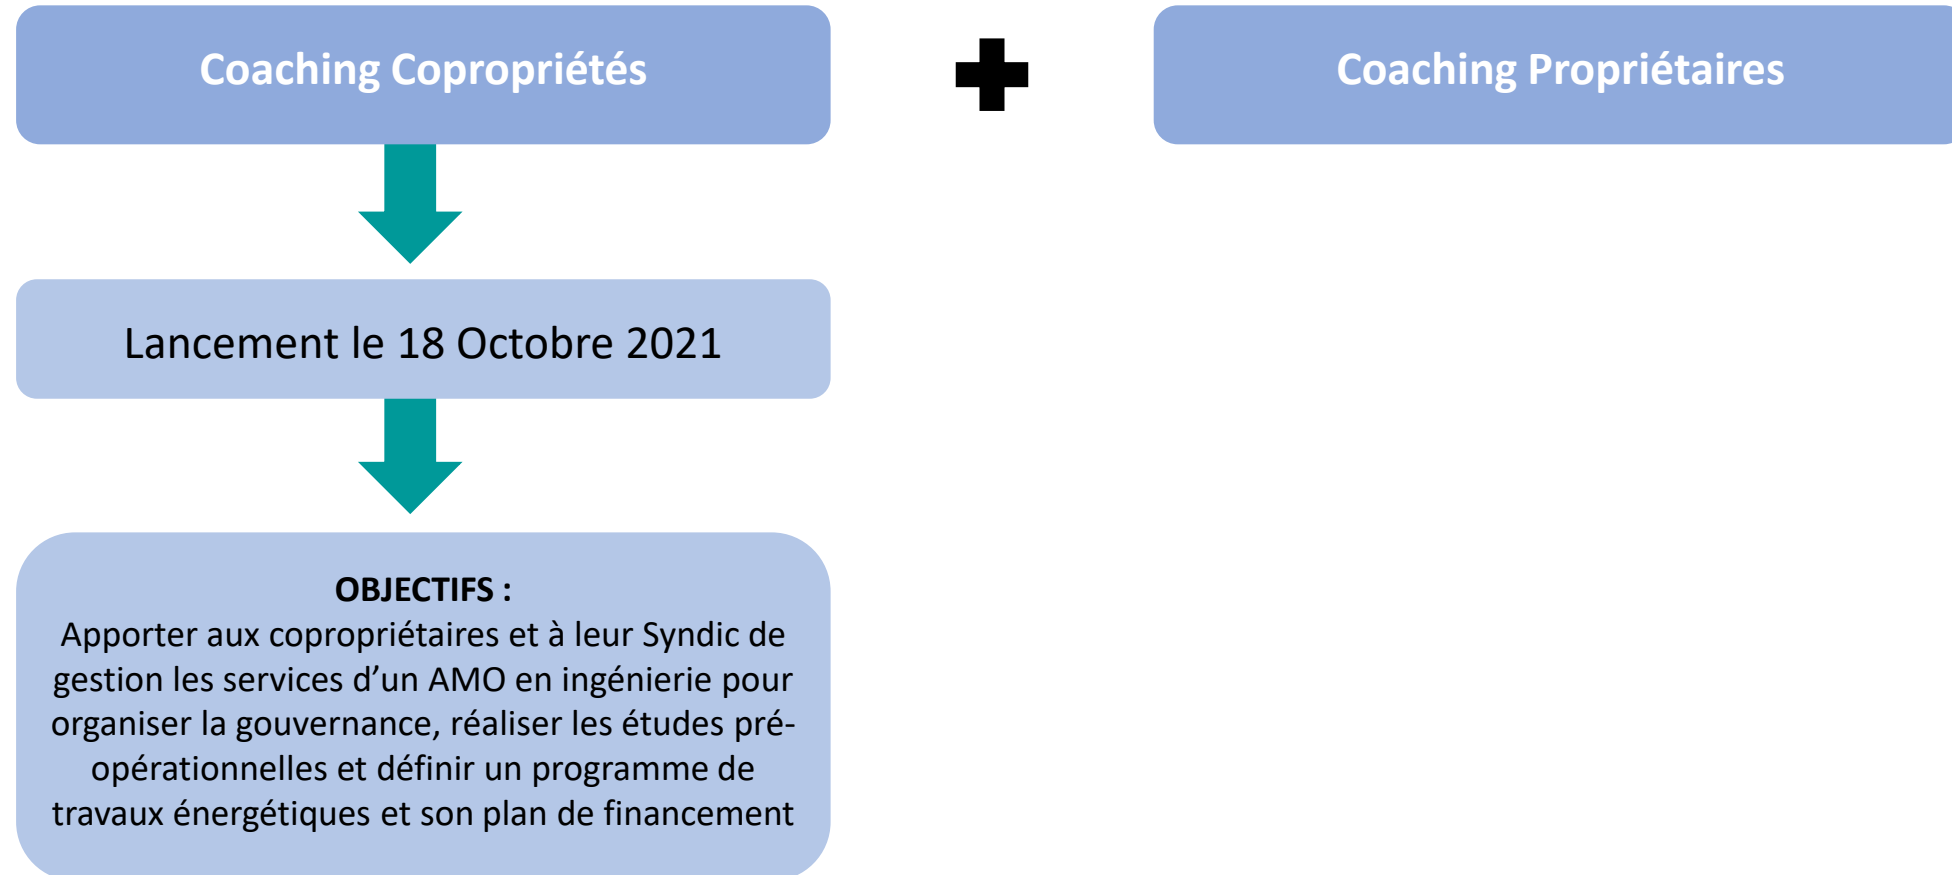 Coaching Copropriétés
Coaching Propriétaires
Lancement le 18 Octobre 2021
OBJECTIFS :
Apporter aux copropriétaires et à leur Syndic de
gestion les services d’un AMO en ingénierie pour
organiser la gouvernance, réaliser les études pré-
opérationnelles et définir un programme de
travaux énergétiques et son plan de financement